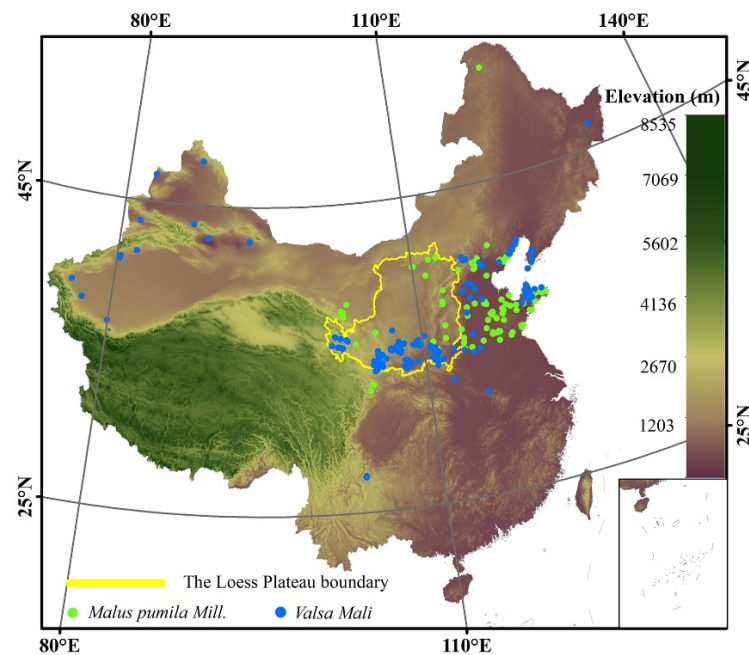 80°E 110°E 140°E
45°N
Elevation (m)
8535
45°N
7069
5602
4136
2670
1203
25°N
25°N
The Loess Plateau boundary
Malus pumila Mill. Valsa Mali
80°E 110°E